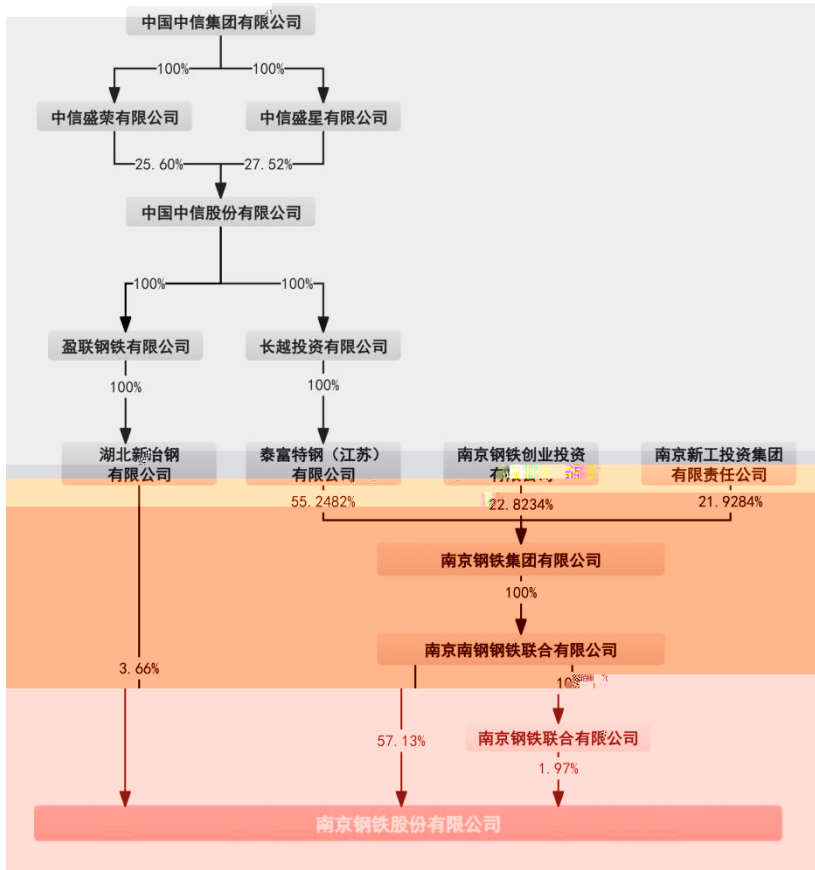 中国中信集团有限公司
100%
100%
中信盛荣有限公司
中信盛星有限公司
25.60%
27.52%
中国中信股份有限公司
100%
100%
盈联钢铁有限公司
长越投资有限公司
100%
100%
湖北新冶钢
有限公司
泰富特钢（江苏）
有限公司
南京钢铁创业投资
南京新工投资集团
有限责任公司
55.2482%
22.8234%
21.9284%
南京钢铁集团有限公司
100%
南京南钢钢铁联合有限公司
3.66%
57.13%
南京钢铁联合有限公司
1.97%
南京钢铁股份有限公司